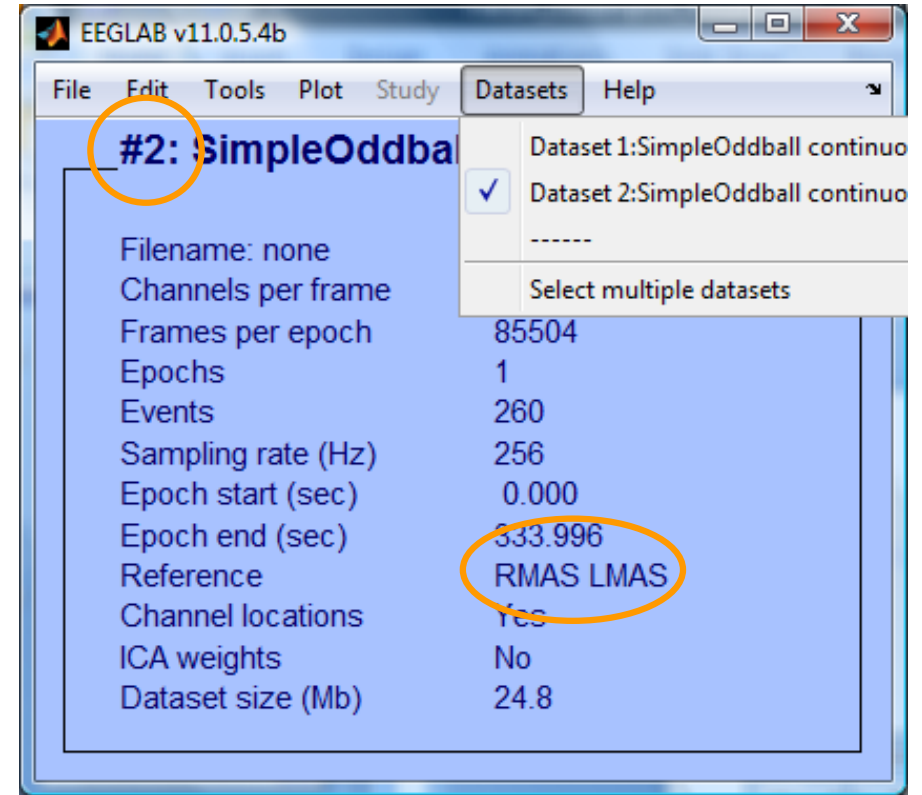 EEGLAB v11.0.5.4b
File Edit Tools Plot Study Datasets Help
#2: SimpleOddbal
Dataset 1:SimpleOddball continuo
Dataset 2:SimpleOddball continuo
------
Select multiple datasets
Filename: none
Channels per frame
Frames per epoch 85504
Epochs 1
Events 260
Sampling rate (Hz) 256
Epoch start (sec) 0.000
Epoch end (sec) 333.996
Reference RMAS LMAS
Channel locations Yes
ICA weights No
Dataset size (Mb) 24.8